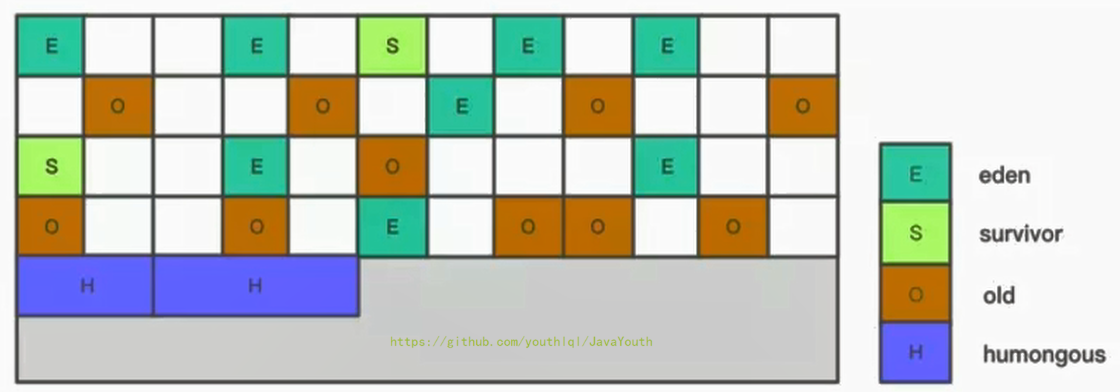 E E S E E
O O E O O
S E O E
eden
O O E O O O
survivor
H H
old
https://github.com/youthlql/JavaYouth
humongous
E
S
O
H